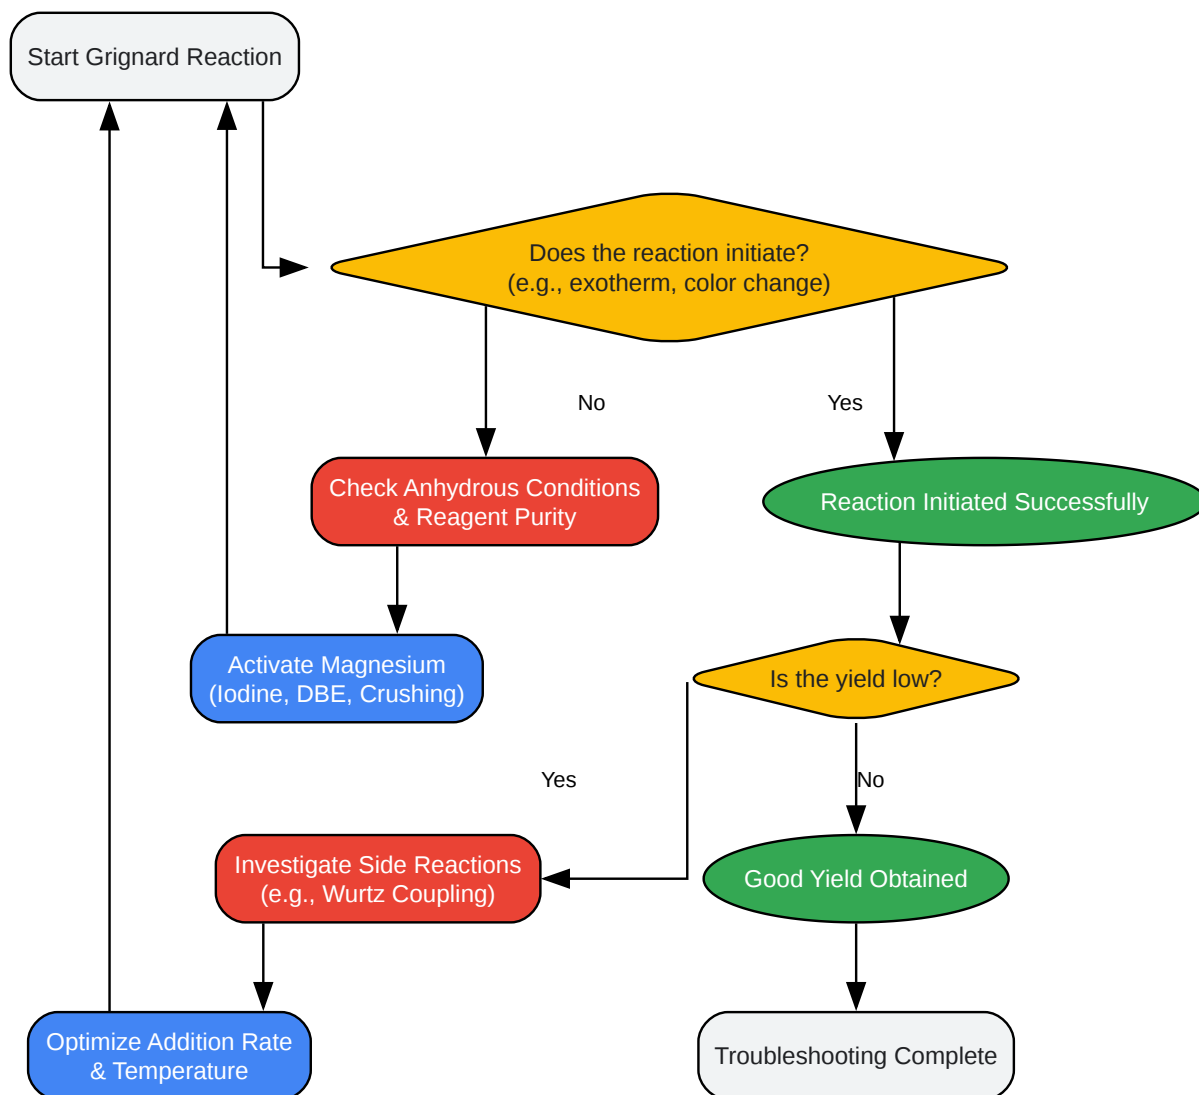 Start Grignard Reaction
Does the reaction initiate?
(e.g., exotherm, color change)
No
Yes
Check Anhydrous Conditions
& Reagent Purity
Reaction Initiated Successfully
Activate Magnesium
(Iodine, DBE, Crushing)
Is the yield low?
Yes
No
Investigate Side Reactions
(e.g., Wurtz Coupling)
Good Yield Obtained
Optimize Addition Rate
& Temperature
Troubleshooting Complete